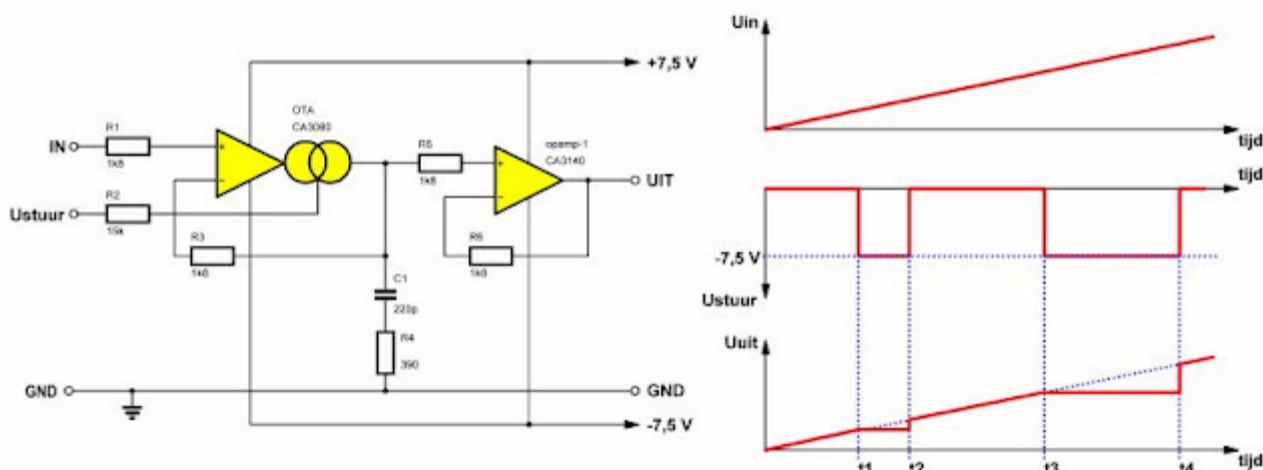 +7,5 V
OTA
CA3080
R1
IN
1k8
R5
1k8
opamp-1
CA3140
UIT
R2
Ustuur
15k
R3
1k8
R6
1k8
C1
220p
R4
390
GND
GND
-7,5 V
Uin
tijd
tijd
-7,5 V
Ustuur
Uuit
t1
t2
t3
t4
tijd